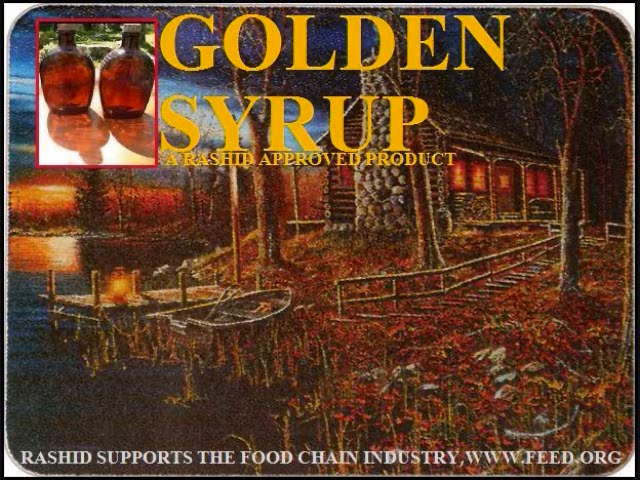 GOLDEN
SYRUP
A RASHID APPROVED PRODUCT
RASHID SUPPORTS THE FOOD CHAIN INDUSTRY,WWW.FEED.ORG